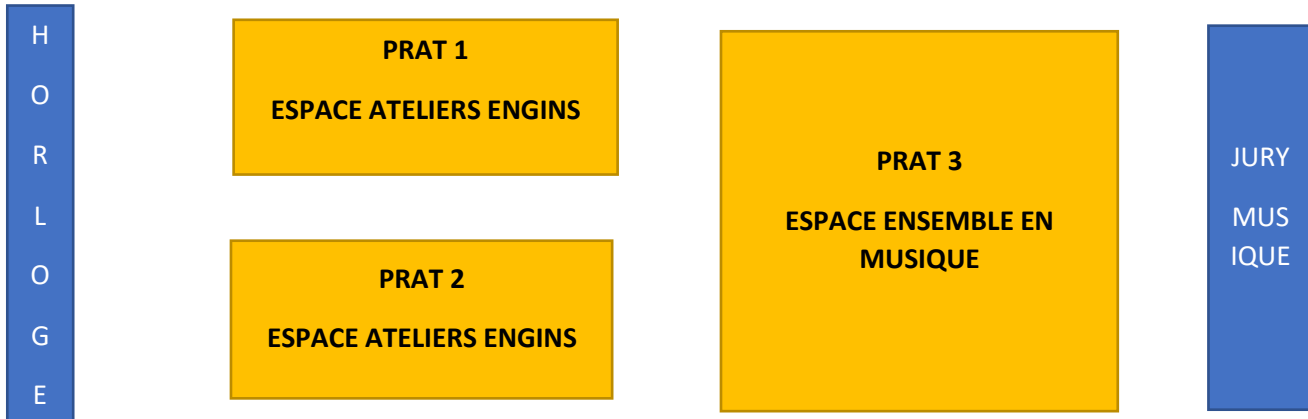 H
O
R
L
O
G
E
PRAT 1
ESPACE ATELIERS ENGINS
PRAT 2
ESPACE ATELIERS ENGINS
PRAT 3
ESPACE ENSEMBLE EN
MUSIQUE
JURY
MUS
IQUE